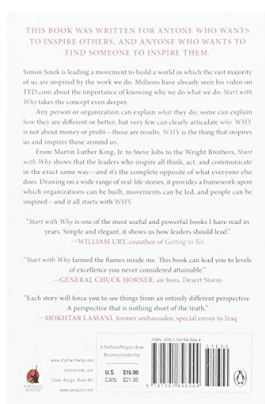 THIS BOOK WAS WRITTEN FOR ANYONE WHO WANTS
TO INSPIRE OTHERS, AND ANYONE WHO WANTS TO
FIND SOMEONE TO INSPIRE THEM.
Simon Sinek is leading a movement to build a world in which the vast majority
of us are inspired by the work we do. Millions have already seen his video on
TED.com about the importance of knowing why we do what we do. Start with
Why takes the concept even deeper.
Any person or organization can explain what they do; some can explain
how they are different or better; but very few can clearly articulate why. WHY
is not about money or profit—those are results. WHY is the thing that inspires
us and inspires those around us.
From Martin Luther King, Jr. to Steve Jobs to the Wright Brothers, Start
with Why shows that the leaders who inspire all think, act, and communicate
in the exact same way—and it's the complete opposite of what everyone else
does. Drawing on a wide range of real-life stories, it provides a framework upon
which organizations can be built, movements can be led, and people can be
inspired—and it all starts with WHY.
"Start with Why is one of the most useful and powerful books I have read in
years. Simple and elegant, it shows us how leaders should lead."
—WILLIAM URY, coauthor of Getting to Yes
"Start with Why fanned the flames inside me. This book can lead you to levels
of excellence you never considered attainable."
—GENERAL CHUCK HORNER, air boss, Desert Storm
"Each story will force you to see things from an entirely different perspective.
A perspective that is nothing short of the truth."
—MOKHTAR LAMANI, former ambassador, special envoy to Iraq
A Portfolio/Penguin Book
Business/Leadership
U.S. $16.00
CAN. $21.00